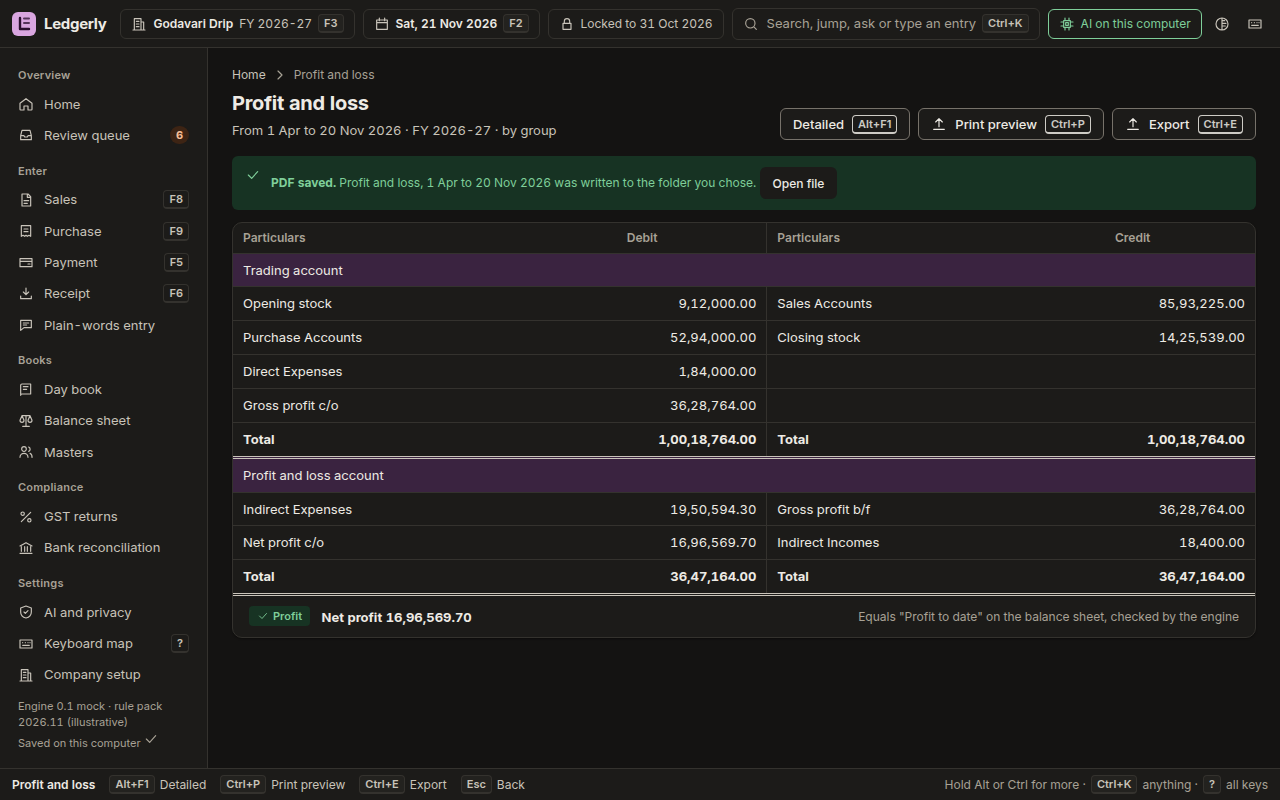 Ledgerly
Godavari Drip FY 2026-27 F3
Sat, 21 Nov 2026 F2
Locked to 31 Oct 2026
Search, jump, ask or type an entry Ctrl+K
AI on this computer
Overview
Home
Review queue 6
Enter
Sales F8
Purchase F9
Payment F5
Receipt F6
Plain-words entry
Books
Day book
Balance sheet
Masters
Compliance
GST returns
Bank reconciliation
Settings
AI and privacy
Keyboard map ?
Company setup
Engine 0.1 mock · rule pack
2026.11 (illustrative)
Saved on this computer
Home > Profit and loss
Profit and loss
From 1 Apr to 20 Nov 2026 · FY 2026-27 · by group
Detailed Alt+F1
Print preview Ctrl+P
Export Ctrl+E
PDF saved. Profit and loss, 1 Apr to 20 Nov 2026 was written to the folder you chose. Open file
Particulars Debit Particulars Credit
Trading account
Opening stock 9,12,000.00 Sales Accounts 85,93,225.00
Purchase Accounts 52,94,000.00 Closing stock 14,25,539.00
Direct Expenses 1,84,000.00
Gross profit c/o 36,28,764.00
Total 1,00,18,764.00 Total 1,00,18,764.00
Profit and loss account
Indirect Expenses 19,50,594.30 Gross profit b/f 36,28,764.00
Net profit c/o 16,96,569.70 Indirect Incomes 18,400.00
Total 36,47,164.00 Total 36,47,164.00
Profit Net profit 16,96,569.70 Equals "Profit to date" on the balance sheet, checked by the engine
Profit and loss Alt+F1 Detailed Ctrl+P Print preview Ctrl+E Export Esc Back
Hold Alt or Ctrl for more · Ctrl+K anything · ? all keys